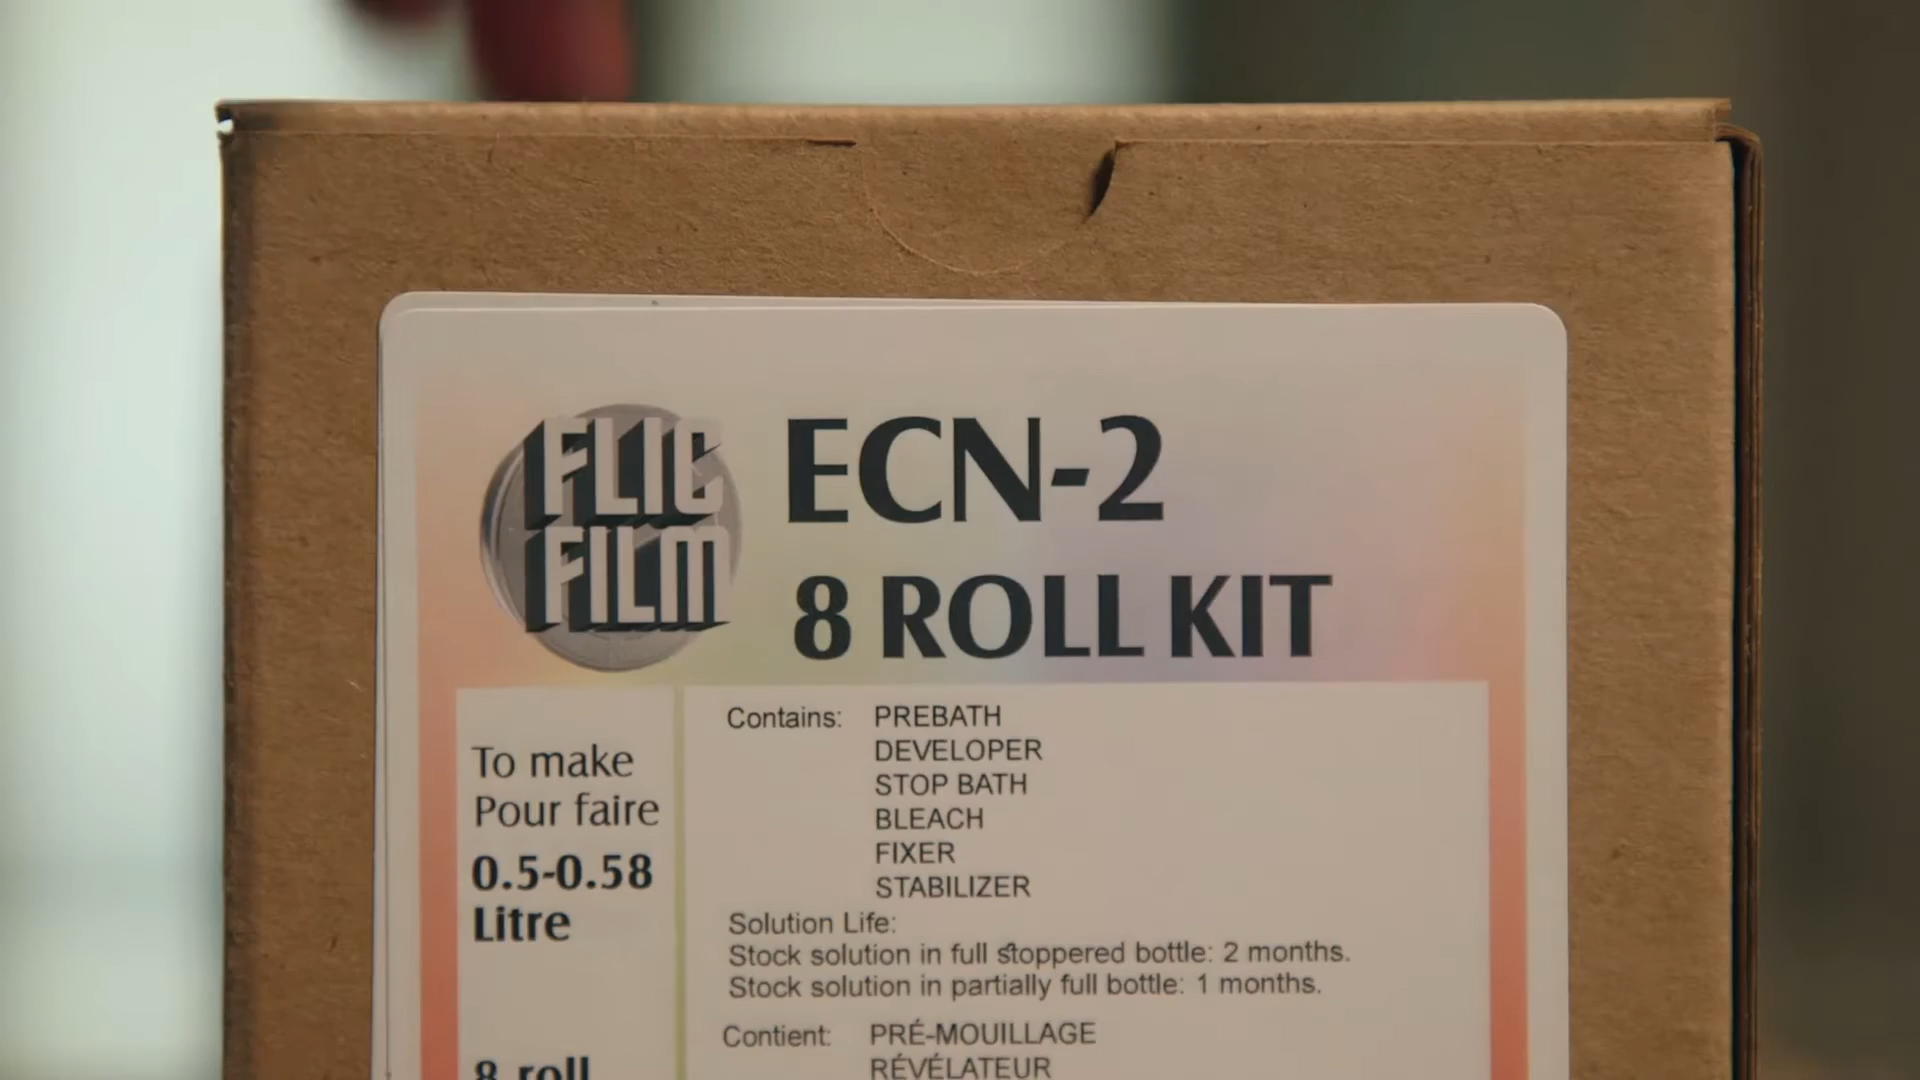 FLIC
FILM
ECN-2
8 ROLL KIT
To make
Pour faire
0.5-0.58
Litre
8 roll
Contains: PREBATH
DEVELOPER
STOP BATH
BLEACH
FIXER
STABILIZER
Solution Life:
Stock solution in full stoppered bottle: 2 months.
Stock solution in partially full bottle: 1 months.
Contient: PRÉ-MOUILLAGE
RÉVÉLATEUR